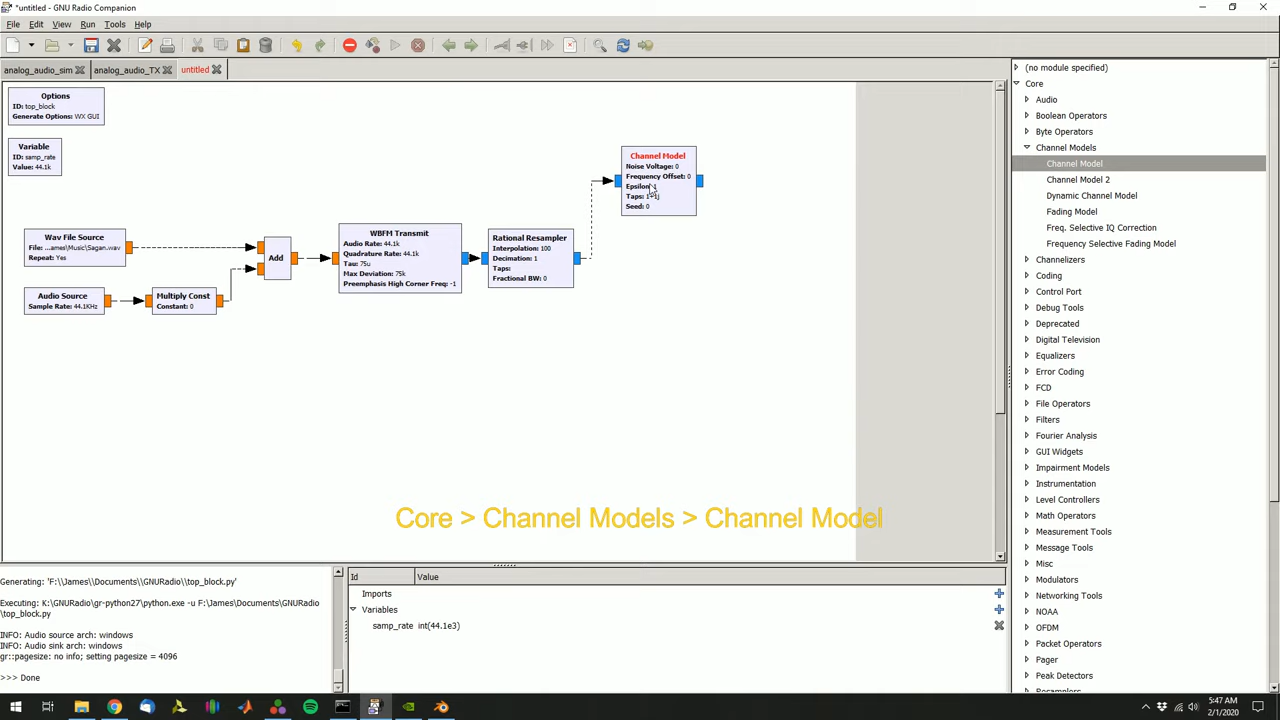 *untitled - GNU Radio Companion
File Edit View Run Tools Help
analog_audio_sim
analog_audio_TX
untitled
Options
ID: top_block
Generate Options: WX GUI
Variable
ID: samp_rate
Value: 44.1k
Wav File Source
File: ...ames\Music\Sagan.wav
Repeat: Yes
Audio Source
Sample Rate: 44.1KHz
Multiply Const
Constant: 0
Add
WBFM Transmit
Audio Rate: 44.1k
Quadrature Rate: 44.1k
Tau: 75u
Max Deviation: 75k
Preemphasis High Corner Freq: -1
Rational Resampler
Interpolation: 100
Decimation: 1
Taps:
Fractional BW: 0
Channel Model
Noise Voltage: 0
Frequency Offset: 0
Epsilon: 1
Taps: 1+1j
Seed: 0
Core > Channel Models > Channel Model
(no module specified)
Core
Audio
Boolean Operators
Byte Operators
Channel Models
Channel Model
Channel Model 2
Dynamic Channel Model
Fading Model
Freq. Selective IQ Correction
Frequency Selective Fading Model
Channelizers
Coding
Control Port
Debug Tools
Deprecated
Digital Television
Equalizers
Error Coding
FCD
File Operators
Filters
Fourier Analysis
GUI Widgets
Impairment Models
Instrumentation
Level Controllers
Math Operators
Measurement Tools
Message Tools
Misc
Modulators
Networking Tools
NOAA
OFDM
Packet Operators
Pager
Peak Detectors
Resamplers
Generating: 'F:\\James\\Documents\\GNURadio\\top_block.py'
Executing: K:\GNURadio\gr-python27\python.exe -u F:\James\Documents\GNURadio
\top_block.py
INFO: Audio source arch: windows
INFO: Audio sink arch: windows
gr::pagesize: no info; setting pagesize = 4096
>>> Done
Id Value
Imports
Variables
samp_rate int(44.1e3)
5:47 AM
2/1/2020